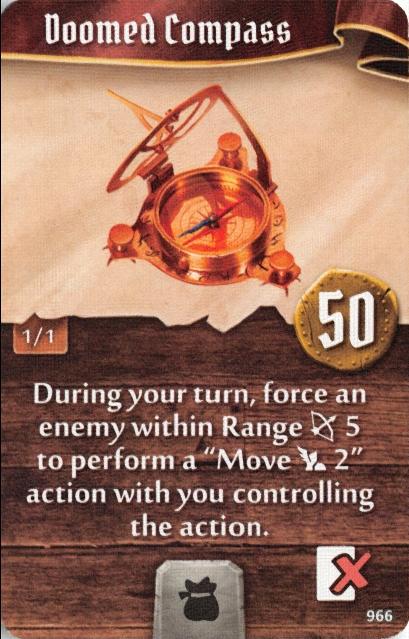 Doomed Compass
1/1
50
During your turn, force an
enemy within Range 5
to perform a “Move 2”
action with you controlling
the action.
966